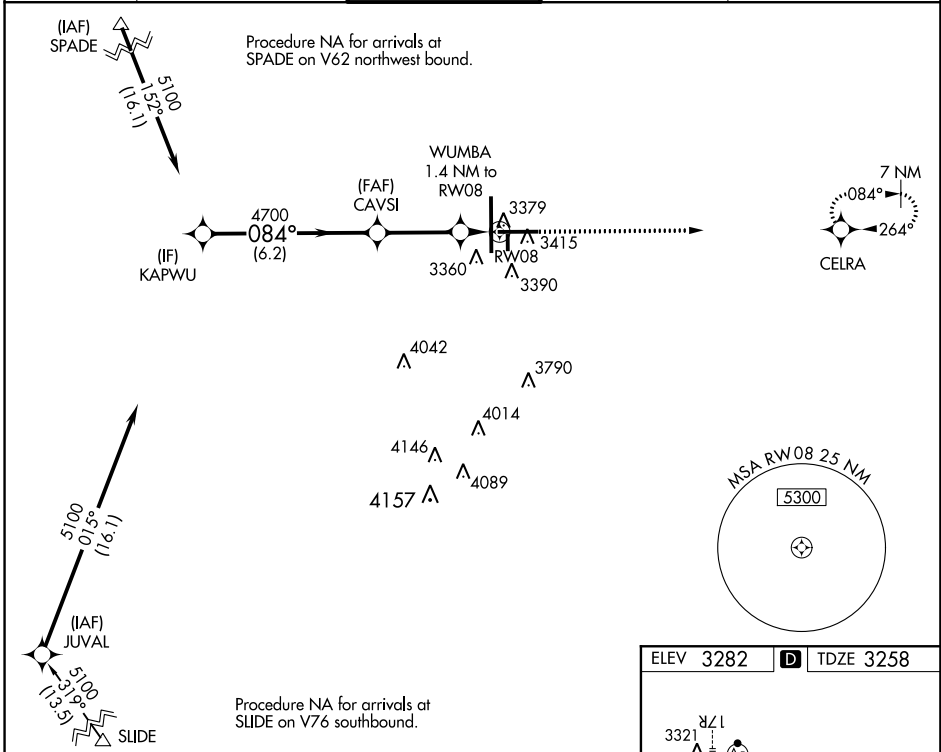 (IAF)
SPADE
5100
152°
(16.1)
Procedure NA for arrivals at
SPADE on V62 northwest bound.
WUMBA
1.4 NM to
RW08
(FAF)
CAVSI
4700
084°
(6.2)
(IF)
KAPWU
3379
3415
RW08
3360
3390
7 NM
084°
264°
CELRA
4042
3790
4014
4146
4089
4157
MSA RW08 25 NM
5300
5100
015°
(16.1)
(IAF)
JUVAL
5100
319°
(13.5)
SLIDE
Procedure NA for arrivals at
SLIDE on V76 southbound.
ELEV 3282 D TDZE 3258
17R
3321